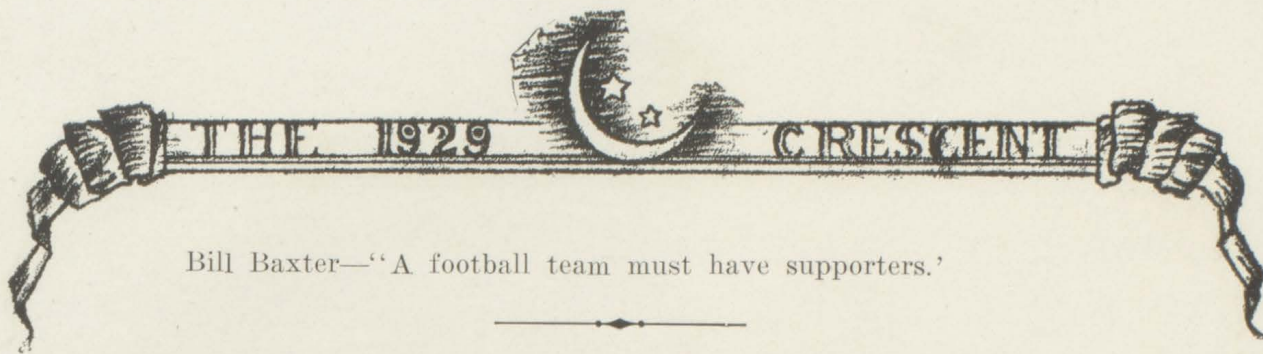 THE 1929 CRESCENT
Bill Baxter—“A football team must have supporters.’